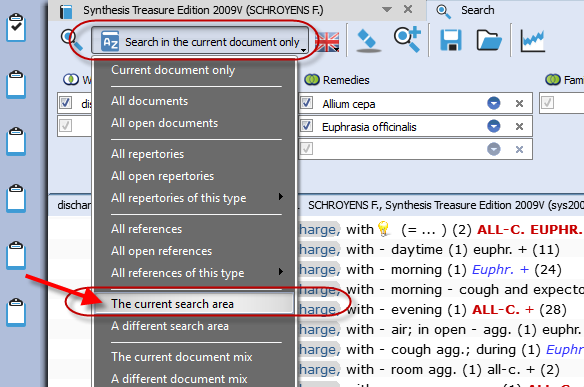 Synthesis Treasure Edition 2009V (SCHROYENS F.)
Search
Search in the current document only
W
Remedies
Fam
Current document only
All documents
All open documents
All repertories
All open repertories
All repertories of this type
All references
All open references
All references of this type
The current search area
A different search area
The current document mix
A different document mix
Allium cepa
Euphrasia officinalis
dischar
SCHROYENS F., Synthesis Treasure Edition 2009V (sys200
harge, with (= ... ) (2) ALL-C. EUPHR.
harge, with - daytime (1) euphr. + (11)
harge, with - morning (1) Euphr. + (24)
harge, with - morning - cough and expecto
harge, with - evening (1) ALL-C. + (28)
harge, with - air; in open - agg. (1) euphr.
harge, with - cough agg.; during (1) Euphr
harge, with - room agg. (1) all-c. + (2)